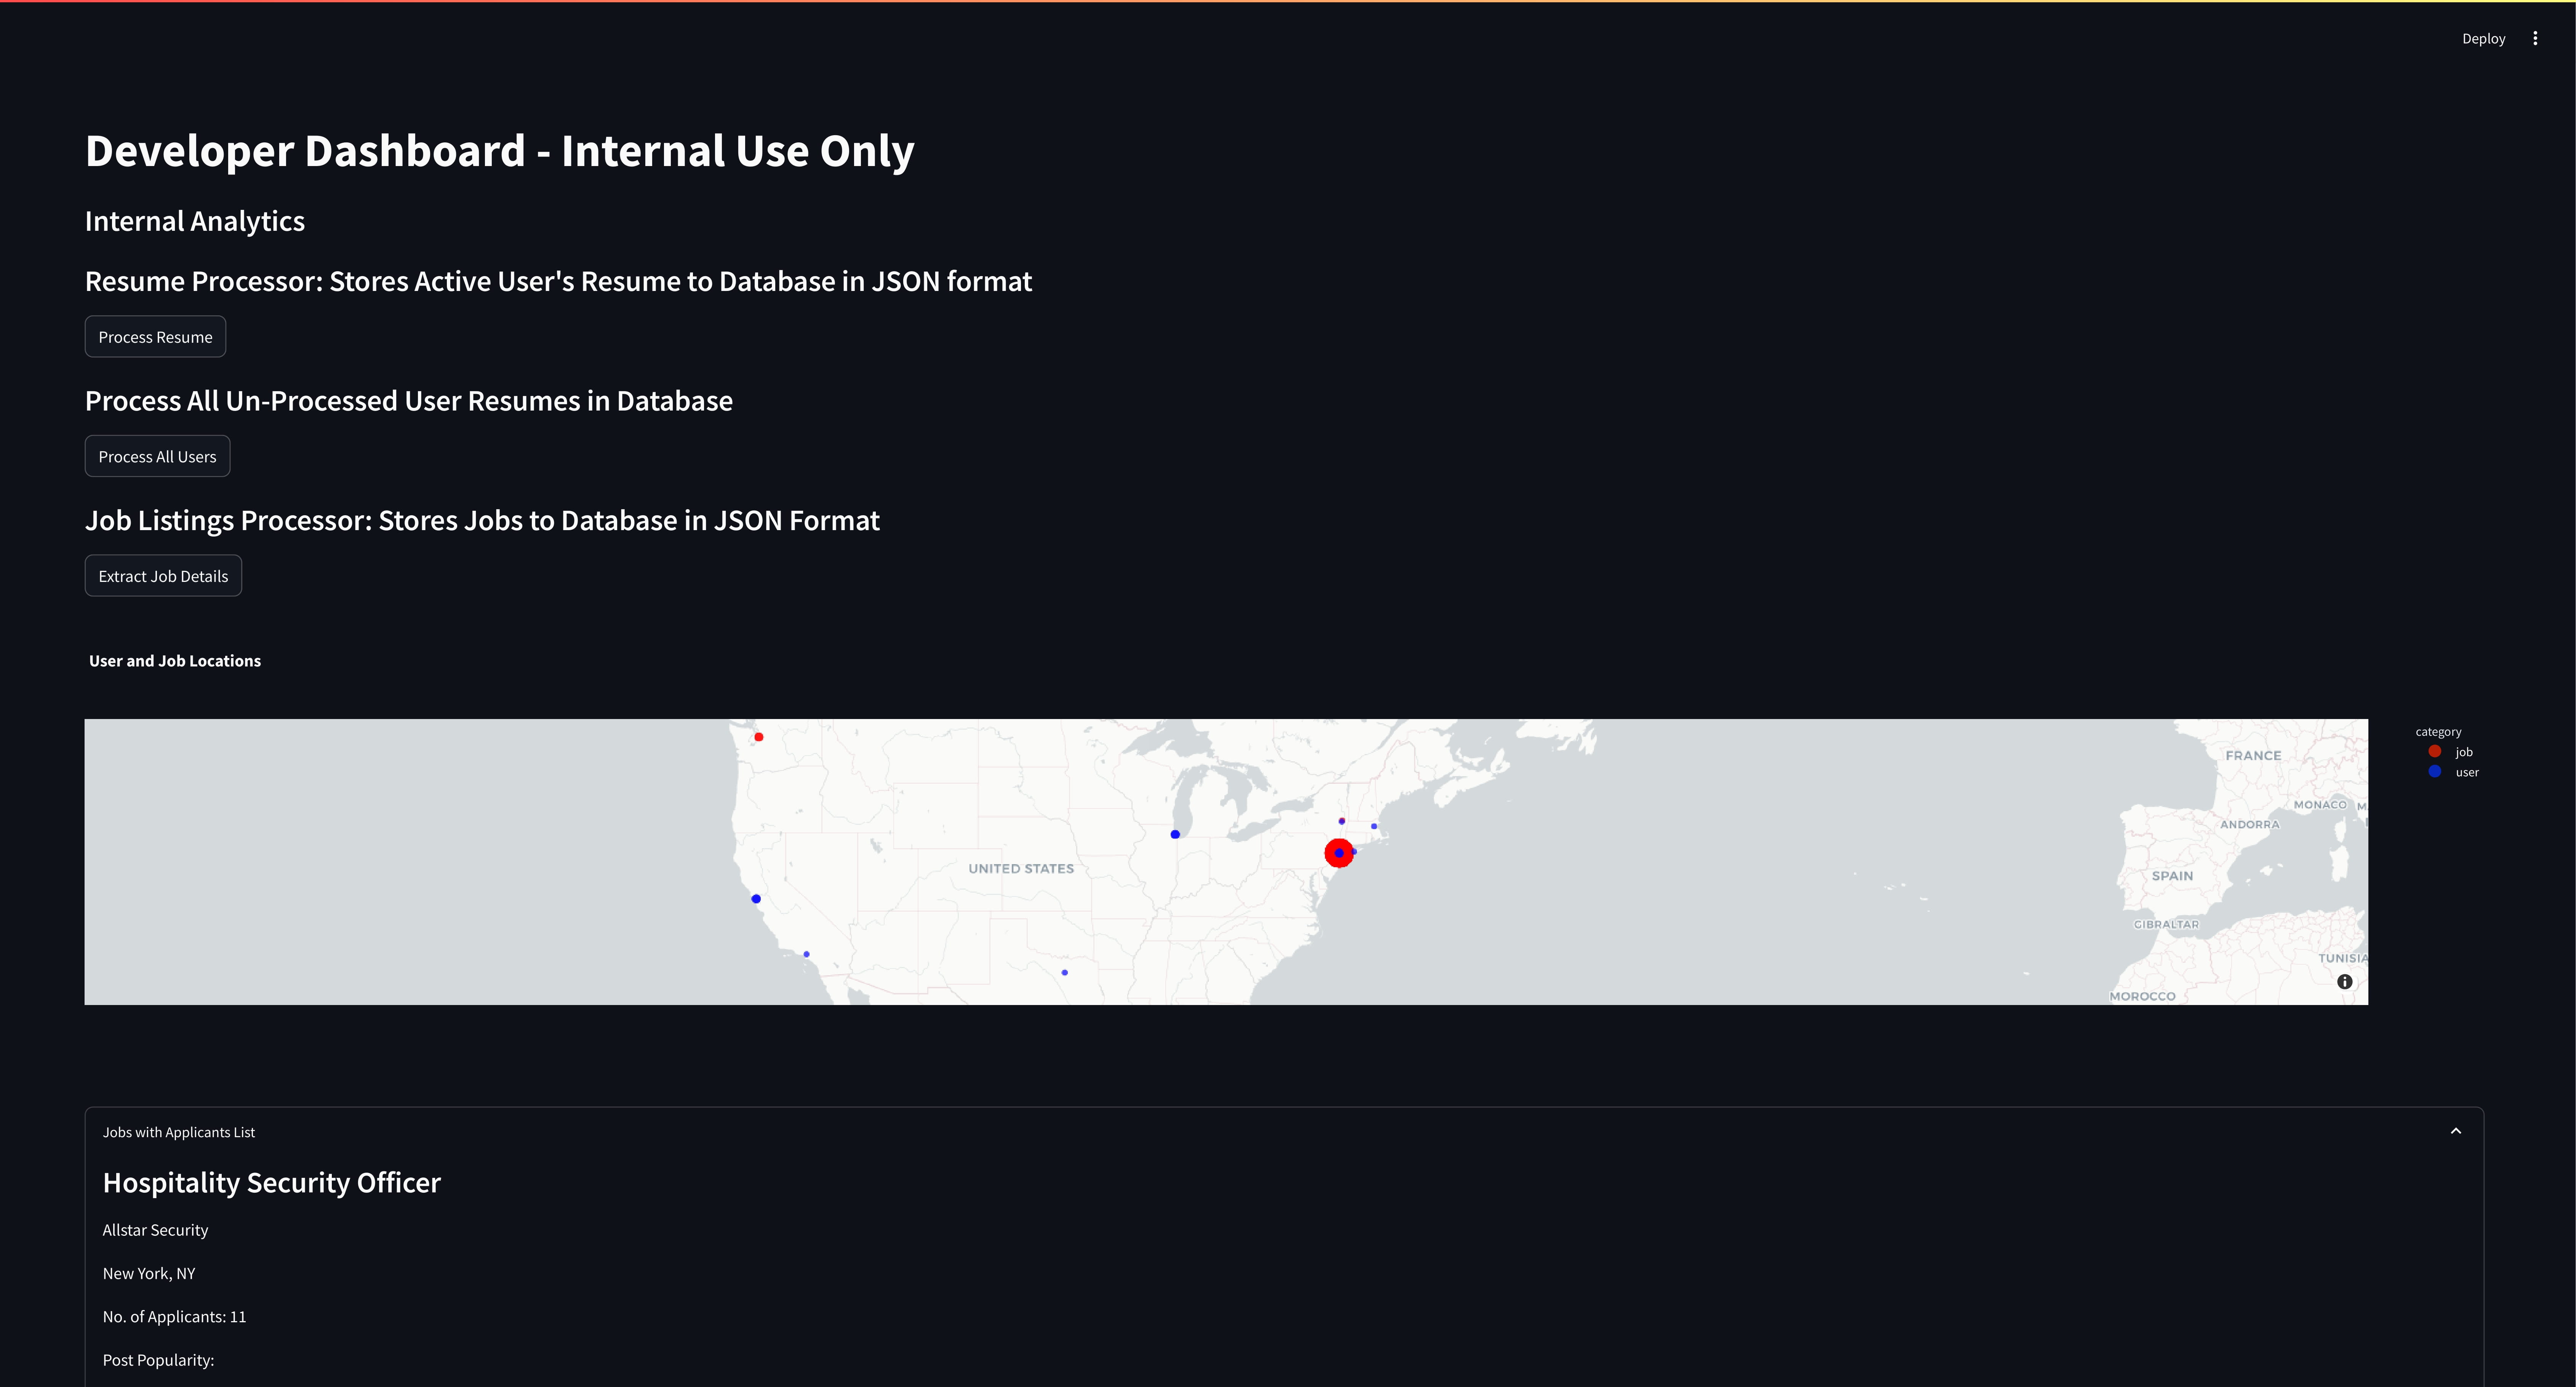 Deploy
Developer Dashboard - Internal Use Only
Internal Analytics
Resume Processor: Stores Active User's Resume to Database in JSON format
Process Resume
Process All Un-Processed User Resumes in Database
Process All Users
Job Listings Processor: Stores Jobs to Database in JSON Format
Extract Job Details
User and Job Locations
category
job
user
FRANCE
MONACO
M
ANDORRA
UNITED STATES
SPAIN
GIBRALTAR
TUNISIA
MOROCCO
Jobs with Applicants List
Hospitality Security Officer
Allstar Security
New York, NY
No. of Applicants: 11
Post Popularity: